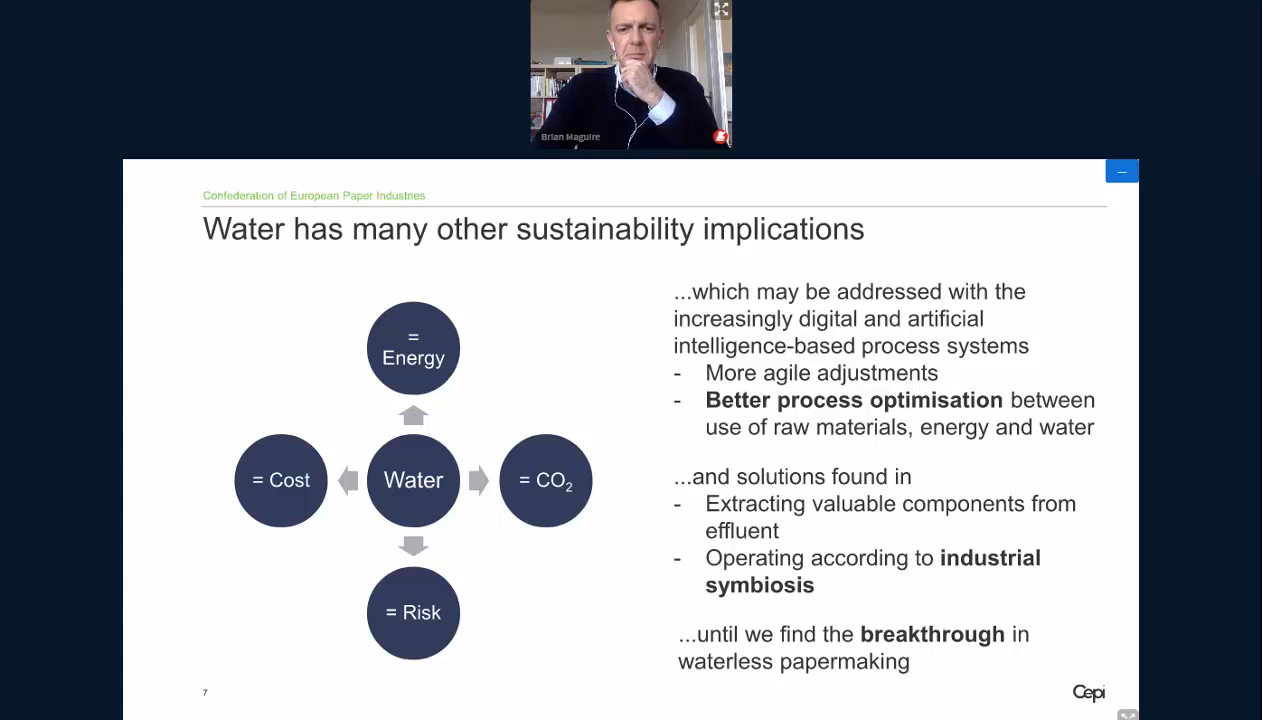 Brian Maguire
Confederation of European Paper Industries
Water has many other sustainability implications
=
Energy
= Cost
Water
= CO₂
= Risk
...which may be addressed with the
increasingly digital and artificial
intelligence-based process systems
- More agile adjustments
- Better process optimisation between
use of raw materials, energy and water
...and solutions found in
- Extracting valuable components from
effluent
- Operating according to industrial
symbiosis
...until we find the breakthrough in
waterless papermaking
7
Cepi